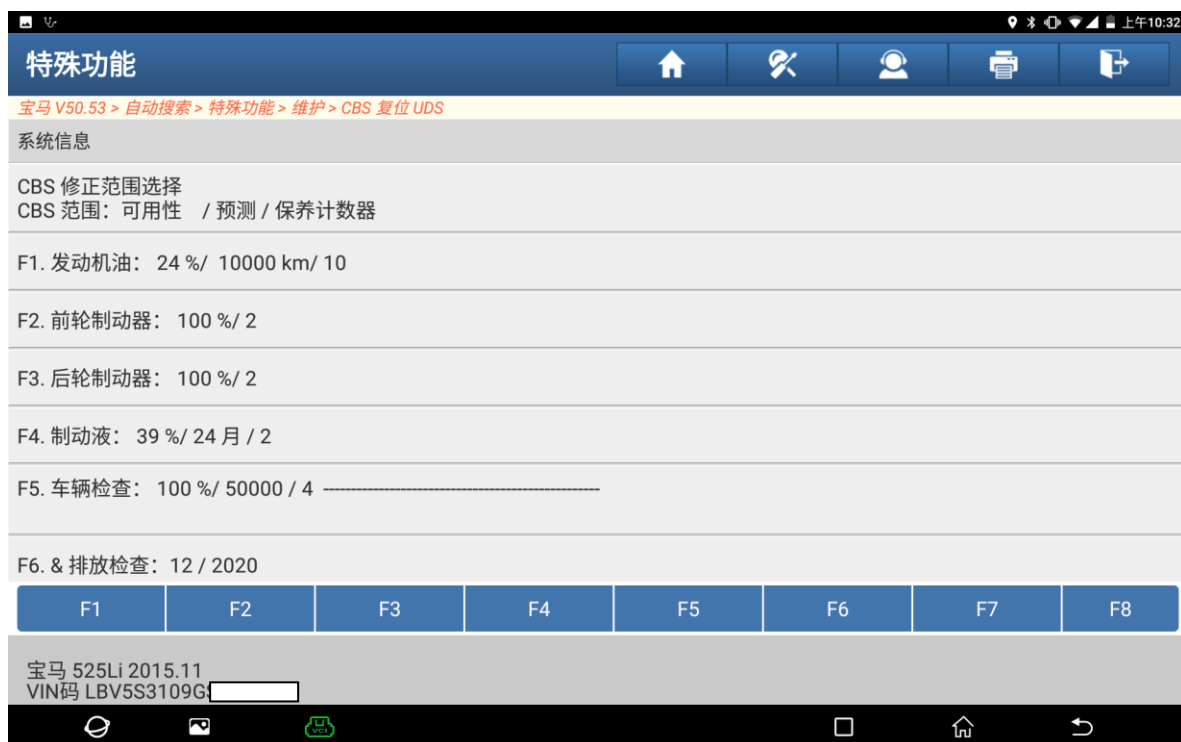 上午10:32
特殊功能
宝马 V50.53 > 自动搜索 > 特殊功能 > 维护 > CBS 复位 UDS
系统信息
CBS 修正范围选择
CBS 范围：可用性 / 预测 / 保养计数器
F1. 发动机油： 24 %/ 10000 km/ 10
F2. 前轮制动器： 100 %/ 2
F3. 后轮制动器： 100 %/ 2
F4. 制动液： 39 %/ 24 月 / 2
F5. 车辆检查： 100 %/ 50000 / 4 --------------------------------------------------
F6. & 排放检查：12 / 2020
F1 F2 F3 F4 F5 F6 F7 F8
宝马 525Li 2015.11
VIN码 LBV5S3109G
VCI